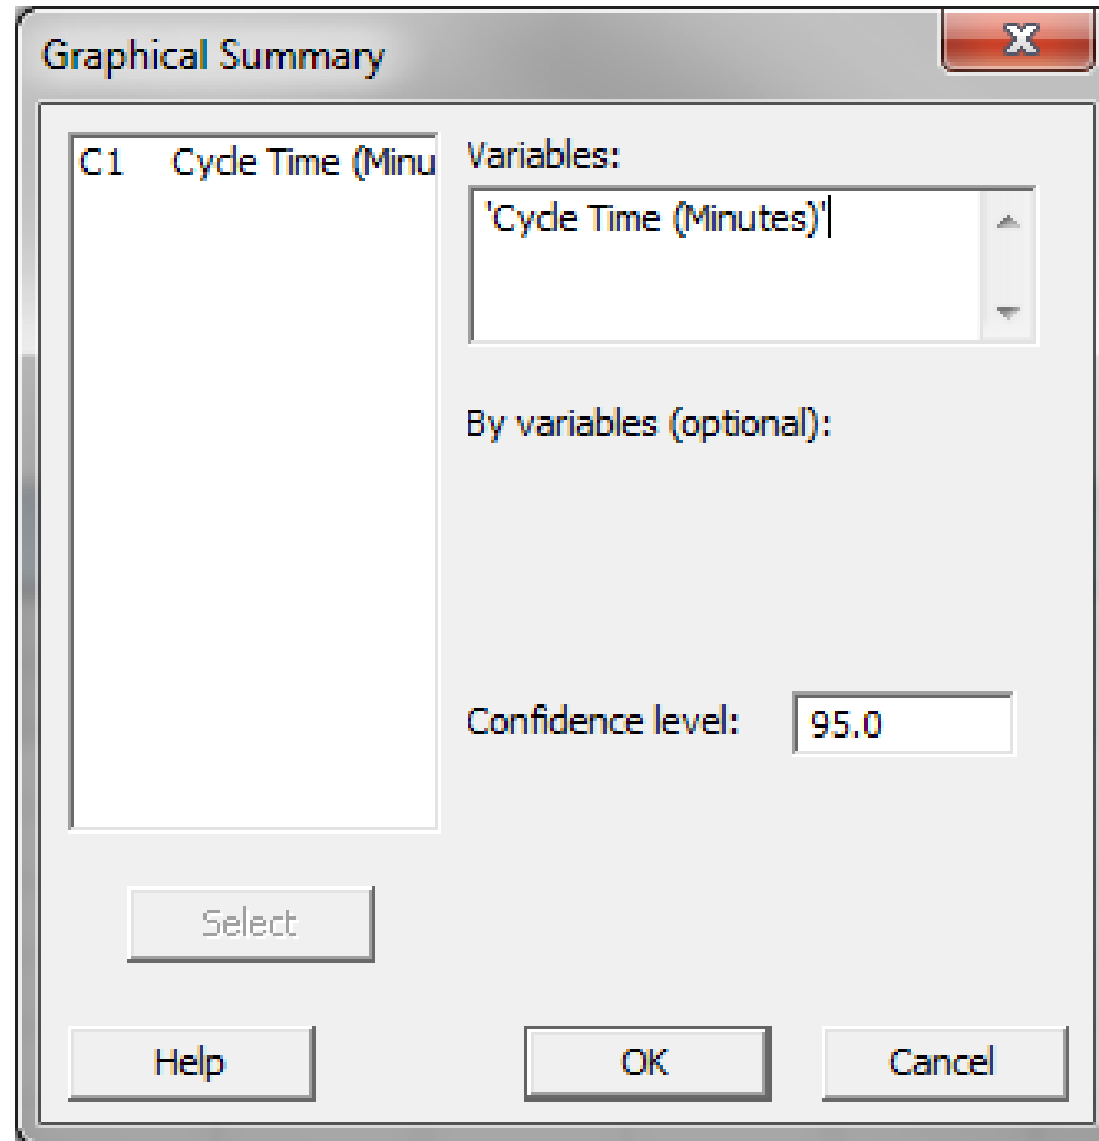 Graphical Summary
C1 Cycle Time (Minu
Variables:
'Cycle Time (Minutes)'
By variables (optional):
Confidence level: 95.0
Select
Help OK Cancel